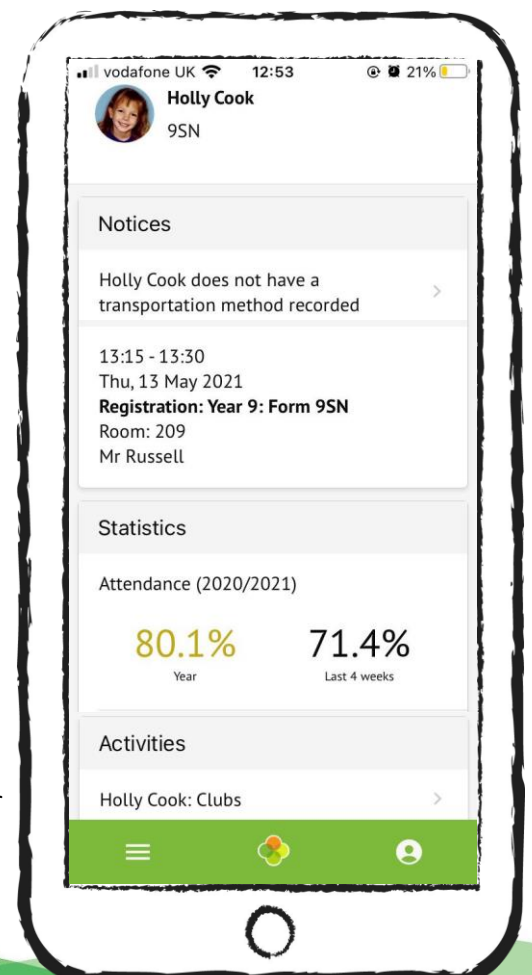 vodafone UK 12:53 21%
Holly Cook
9SN
Notices
Holly Cook does not have a
transportation method recorded
13:15 - 13:30
Thu, 13 May 2021
Registration: Year 9: Form 9SN
Room: 209
Mr Russell
Statistics
Attendance (2020/2021)
80.1% 71.4%
Year Last 4 weeks
Activities
Holly Cook: Clubs